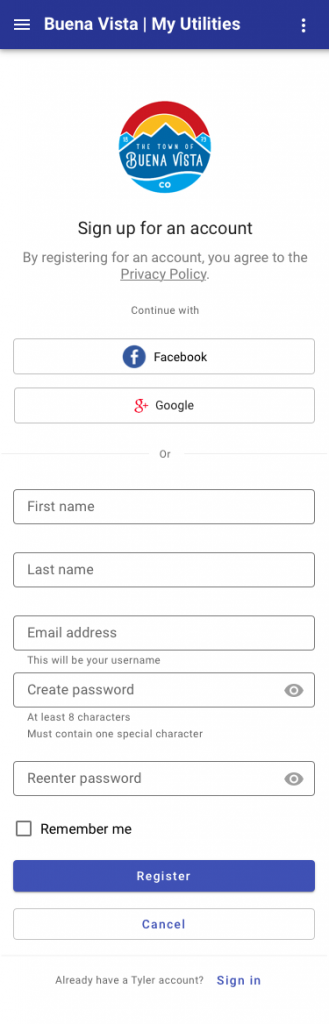 Buena Vista | My Utilities
18 79
THE TOWN OF
BUENA VISTA
CO
Sign up for an account
By registering for an account, you agree to the
Privacy Policy.
Continue with
Facebook
Google
Or
First name
Last name
Email address
This will be your username
Create password
At least 8 characters
Must contain one special character
Reenter password
Remember me
Register
Cancel
Already have a Tyler account? Sign in